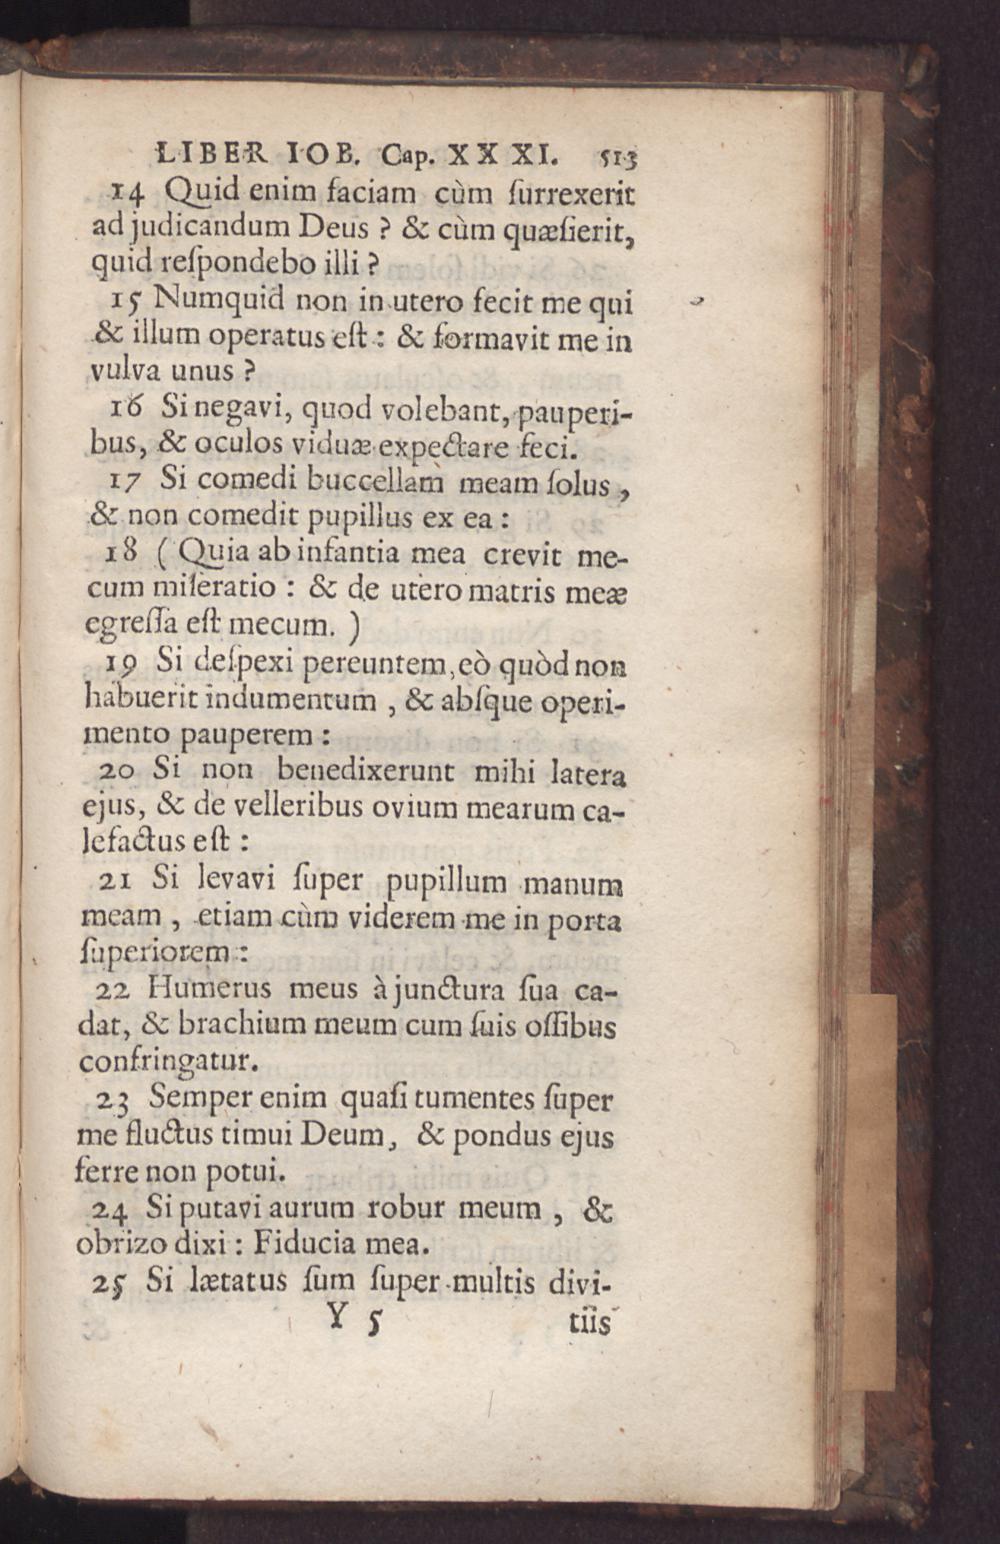 LIBER IOB. Cap. XXXI. 513
14 Quid enim faciam cùm ſurrexerit
ad judicandum Deus ? & cùm quæſierit,
quid reſpondebo illi ?
15 Numquid non in utero fecit me qui
& illum operatus eſt : & formavit me in
vulva unus ?
16 Si negavi, quod volebant, pauperi-
bus, & oculos viduæ expectare feci.
17 Si comedi buccellam meam ſolus ,
& non comedit pupillus ex ea :
18 ( Quia ab infantia mea crevit me-
cum miſeratio : & de utero matris meæ
egreſſa eſt mecum. )
19 Si deſpexi pereuntem, eò quòd non
habuerit indumentum , & abſque operi-
mento pauperem :
20 Si non benedixerunt mihi latera
ejus, & de velleribus ovium mearum ca-
lefactus eſt :
21 Si levavi ſuper pupillum manum
meam , etiam cùm viderem me in porta
ſuperiorem :
22 Humerus meus à junctura ſua ca-
dat, & brachium meum cum ſuis oſſibus
confringatur.
23 Semper enim quaſi tumentes ſuper
me fluctus timui Deum, & pondus ejus
ferre non potui.
24 Si putavi aurum robur meum , &
obrizo dixi : Fiducia mea.
25 Si lætatus ſum ſuper multis divi-
Y 5 tiis